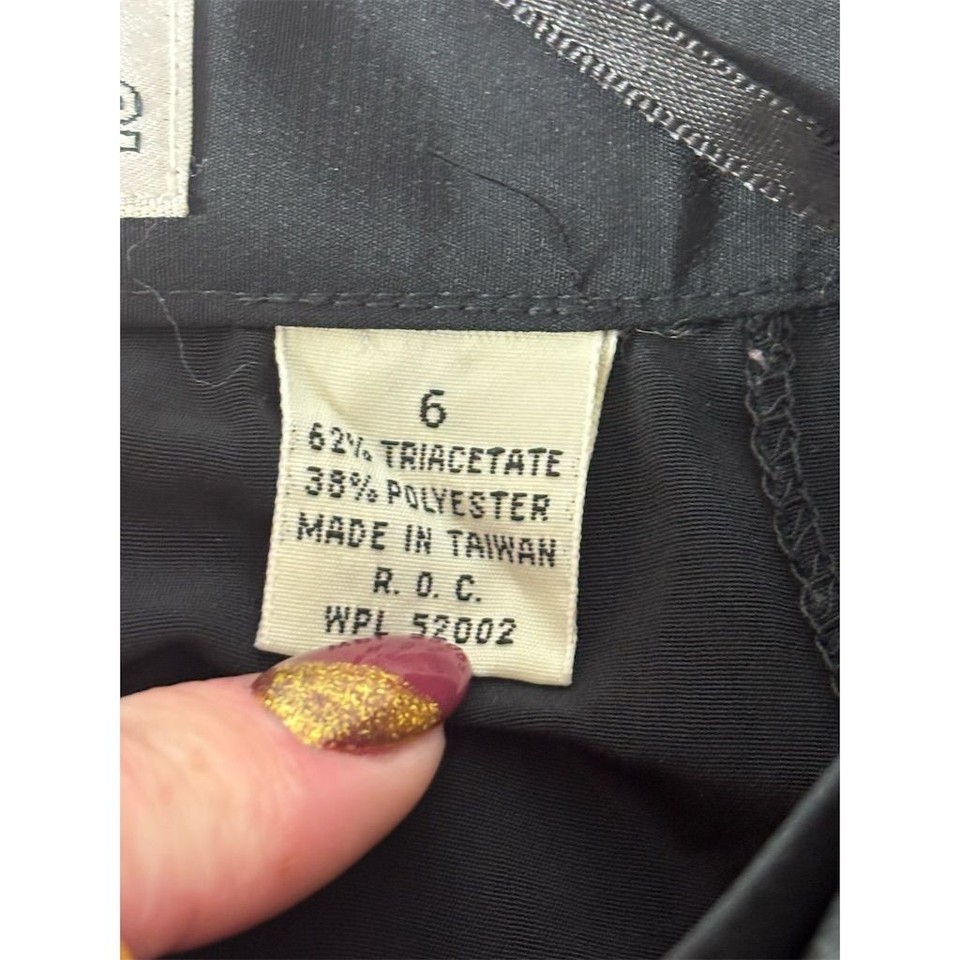 6
62% TRIACETATE
38% POLYESTER
MADE IN TAIWAN
R. O. C.
WPL 52002